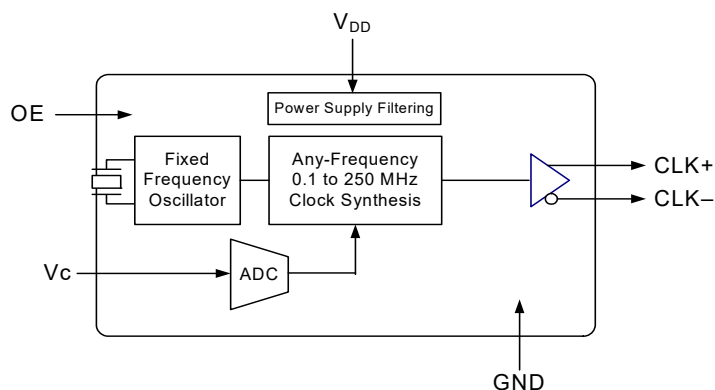 VDD
Power Supply Filtering
OE
Fixed
Frequency
Oscillator
Any-Frequency
0.1 to 250 MHz
Clock Synthesis
CLK+
CLK–
Vc
ADC
GND